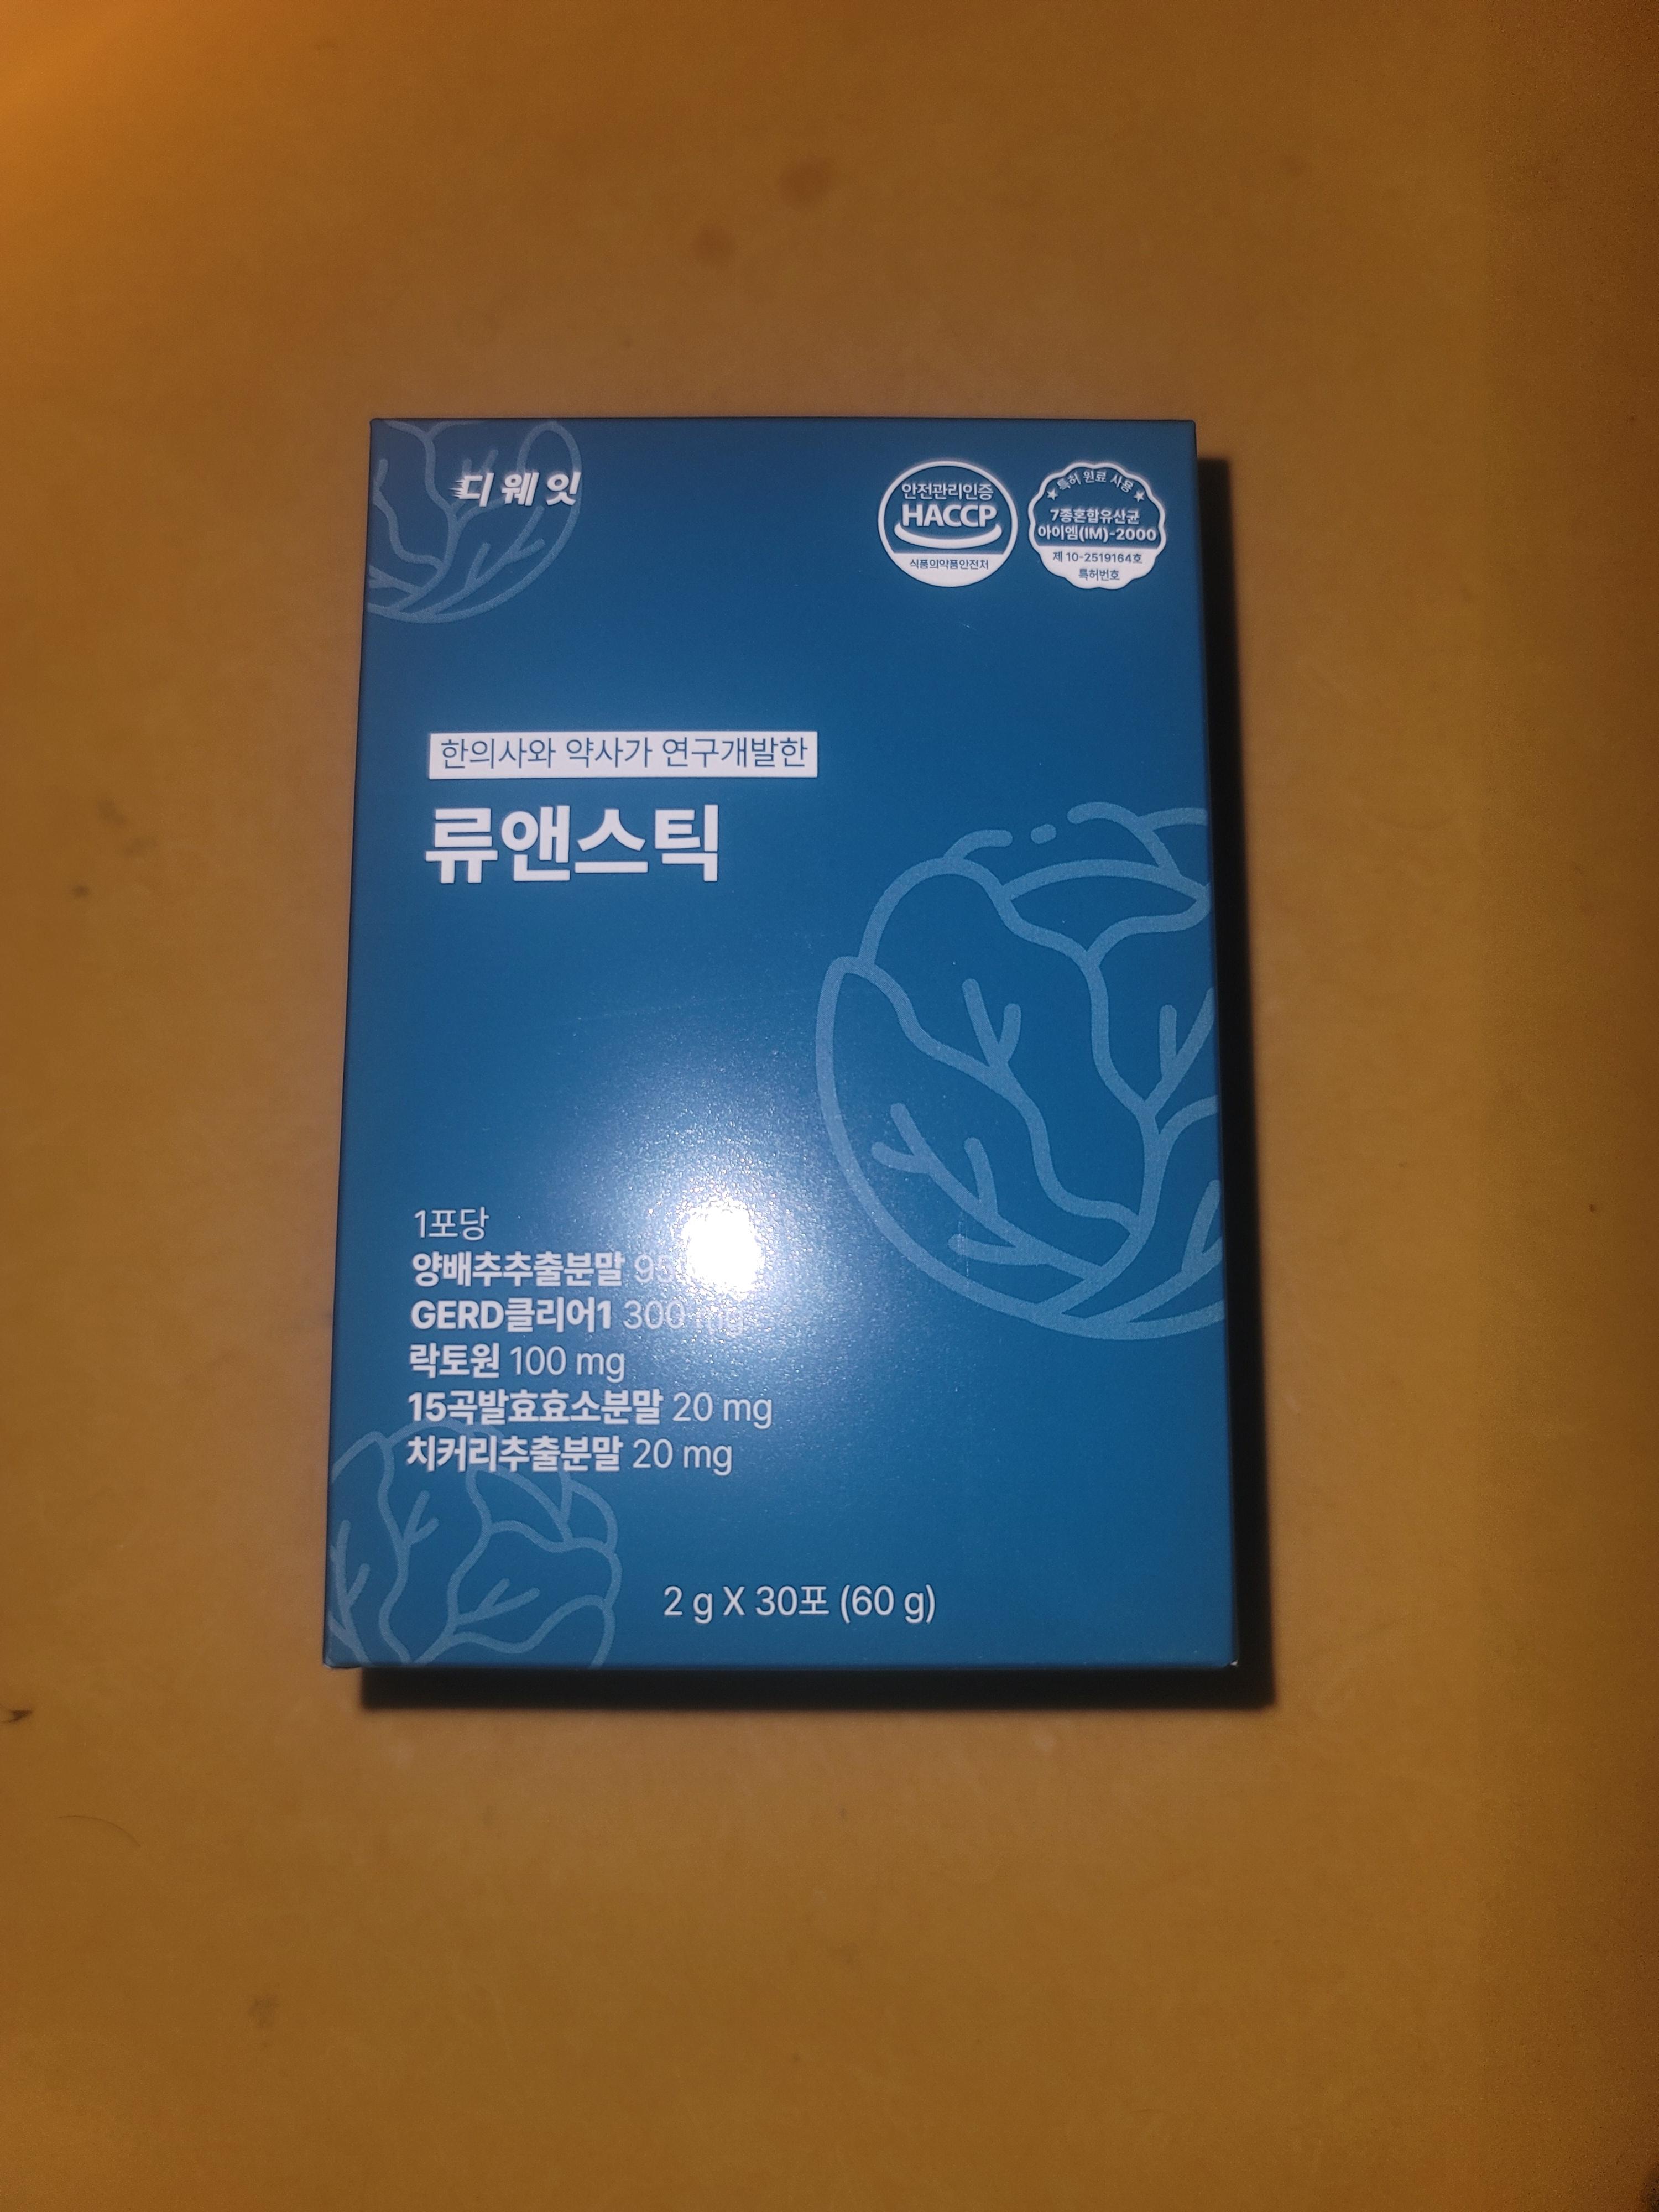 디웨잇
안전관리인증
HACCP
식품의약품안전처
★ 특허 원료 사용 ★
7종혼합유산균
아이엠(IM)-2000
제 10-2519164호
특허번호
한의사와 약사가 연구개발한
류앤스틱
1포당
양배추추출분말
GERD클리어1 300 mg
락토원 100 mg
15곡발효효소분말 20 mg
치커리추출분말 20 mg
2 g X 30포 (60 g)